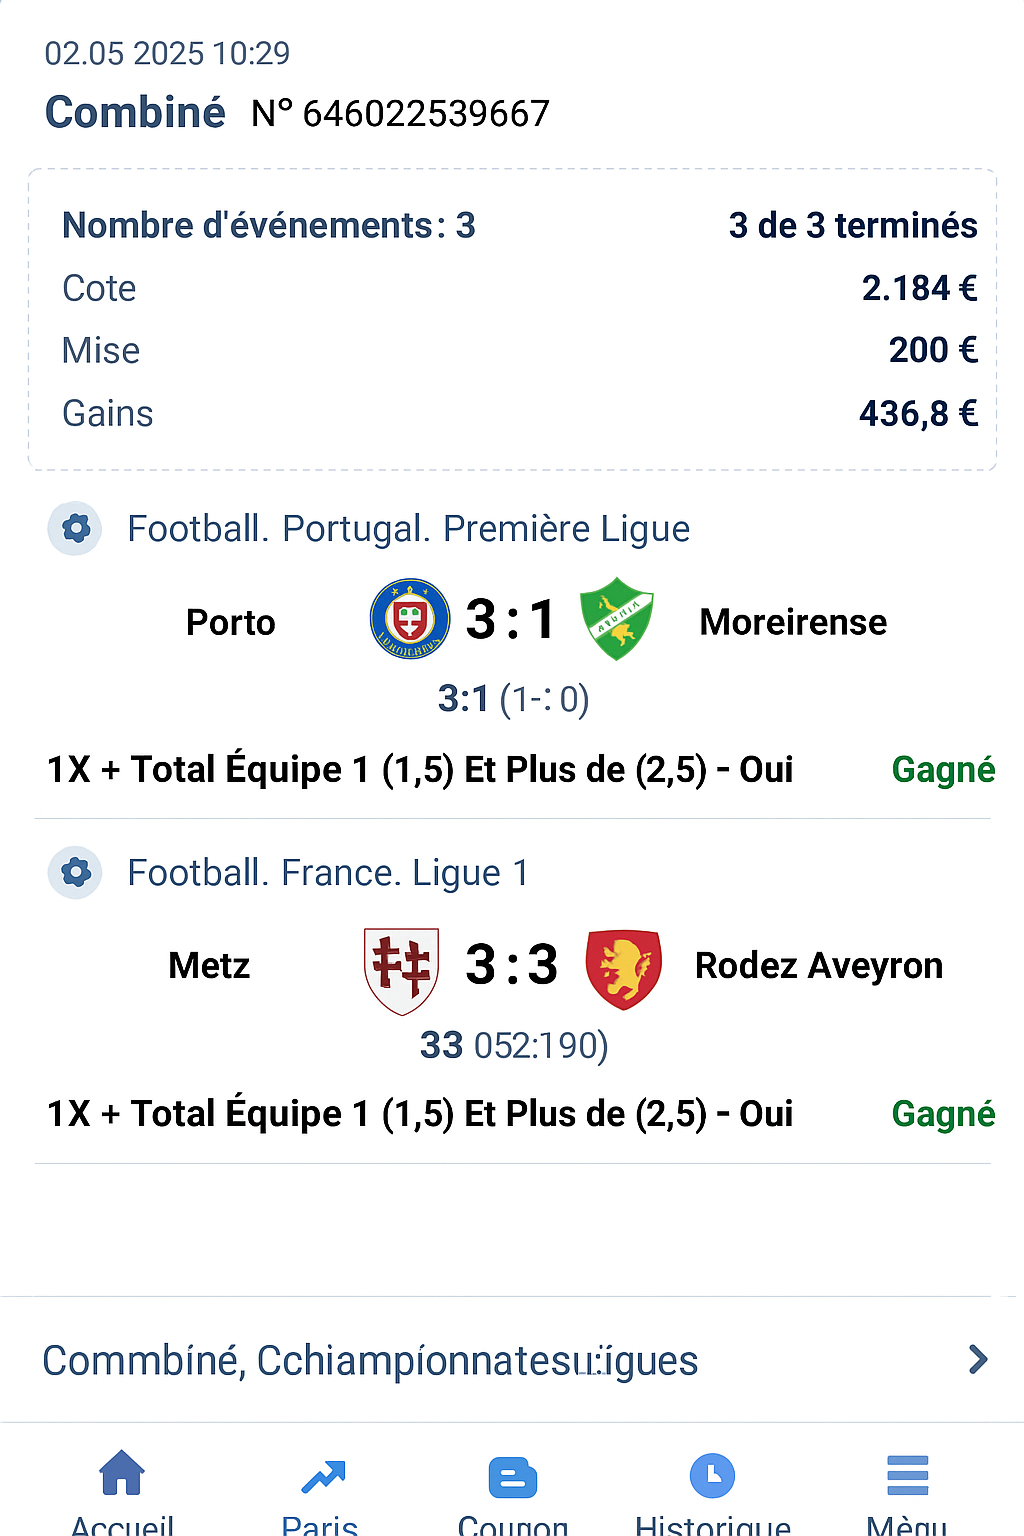 02.05 2025 10:29
Combiné N° 646022539667
Nombre d'événements: 3 3 de 3 terminés
Cote 2.184 €
Mise 200 €
Gains 436,8 €
Football. Portugal. Première Ligue
Porto 3:1 Moreirense
3:1 (1-: 0)
1X + Total Équipe 1 (1,5) Et Plus de (2,5) - Oui Gagné
Football. France. Ligue 1
Metz 3:3 Rodez Aveyron
33 052:190)
1X + Total Équipe 1 (1,5) Et Plus de (2,5) - Oui Gagné
Commbíné,
Accueil Paris Coupon Historique Mènu